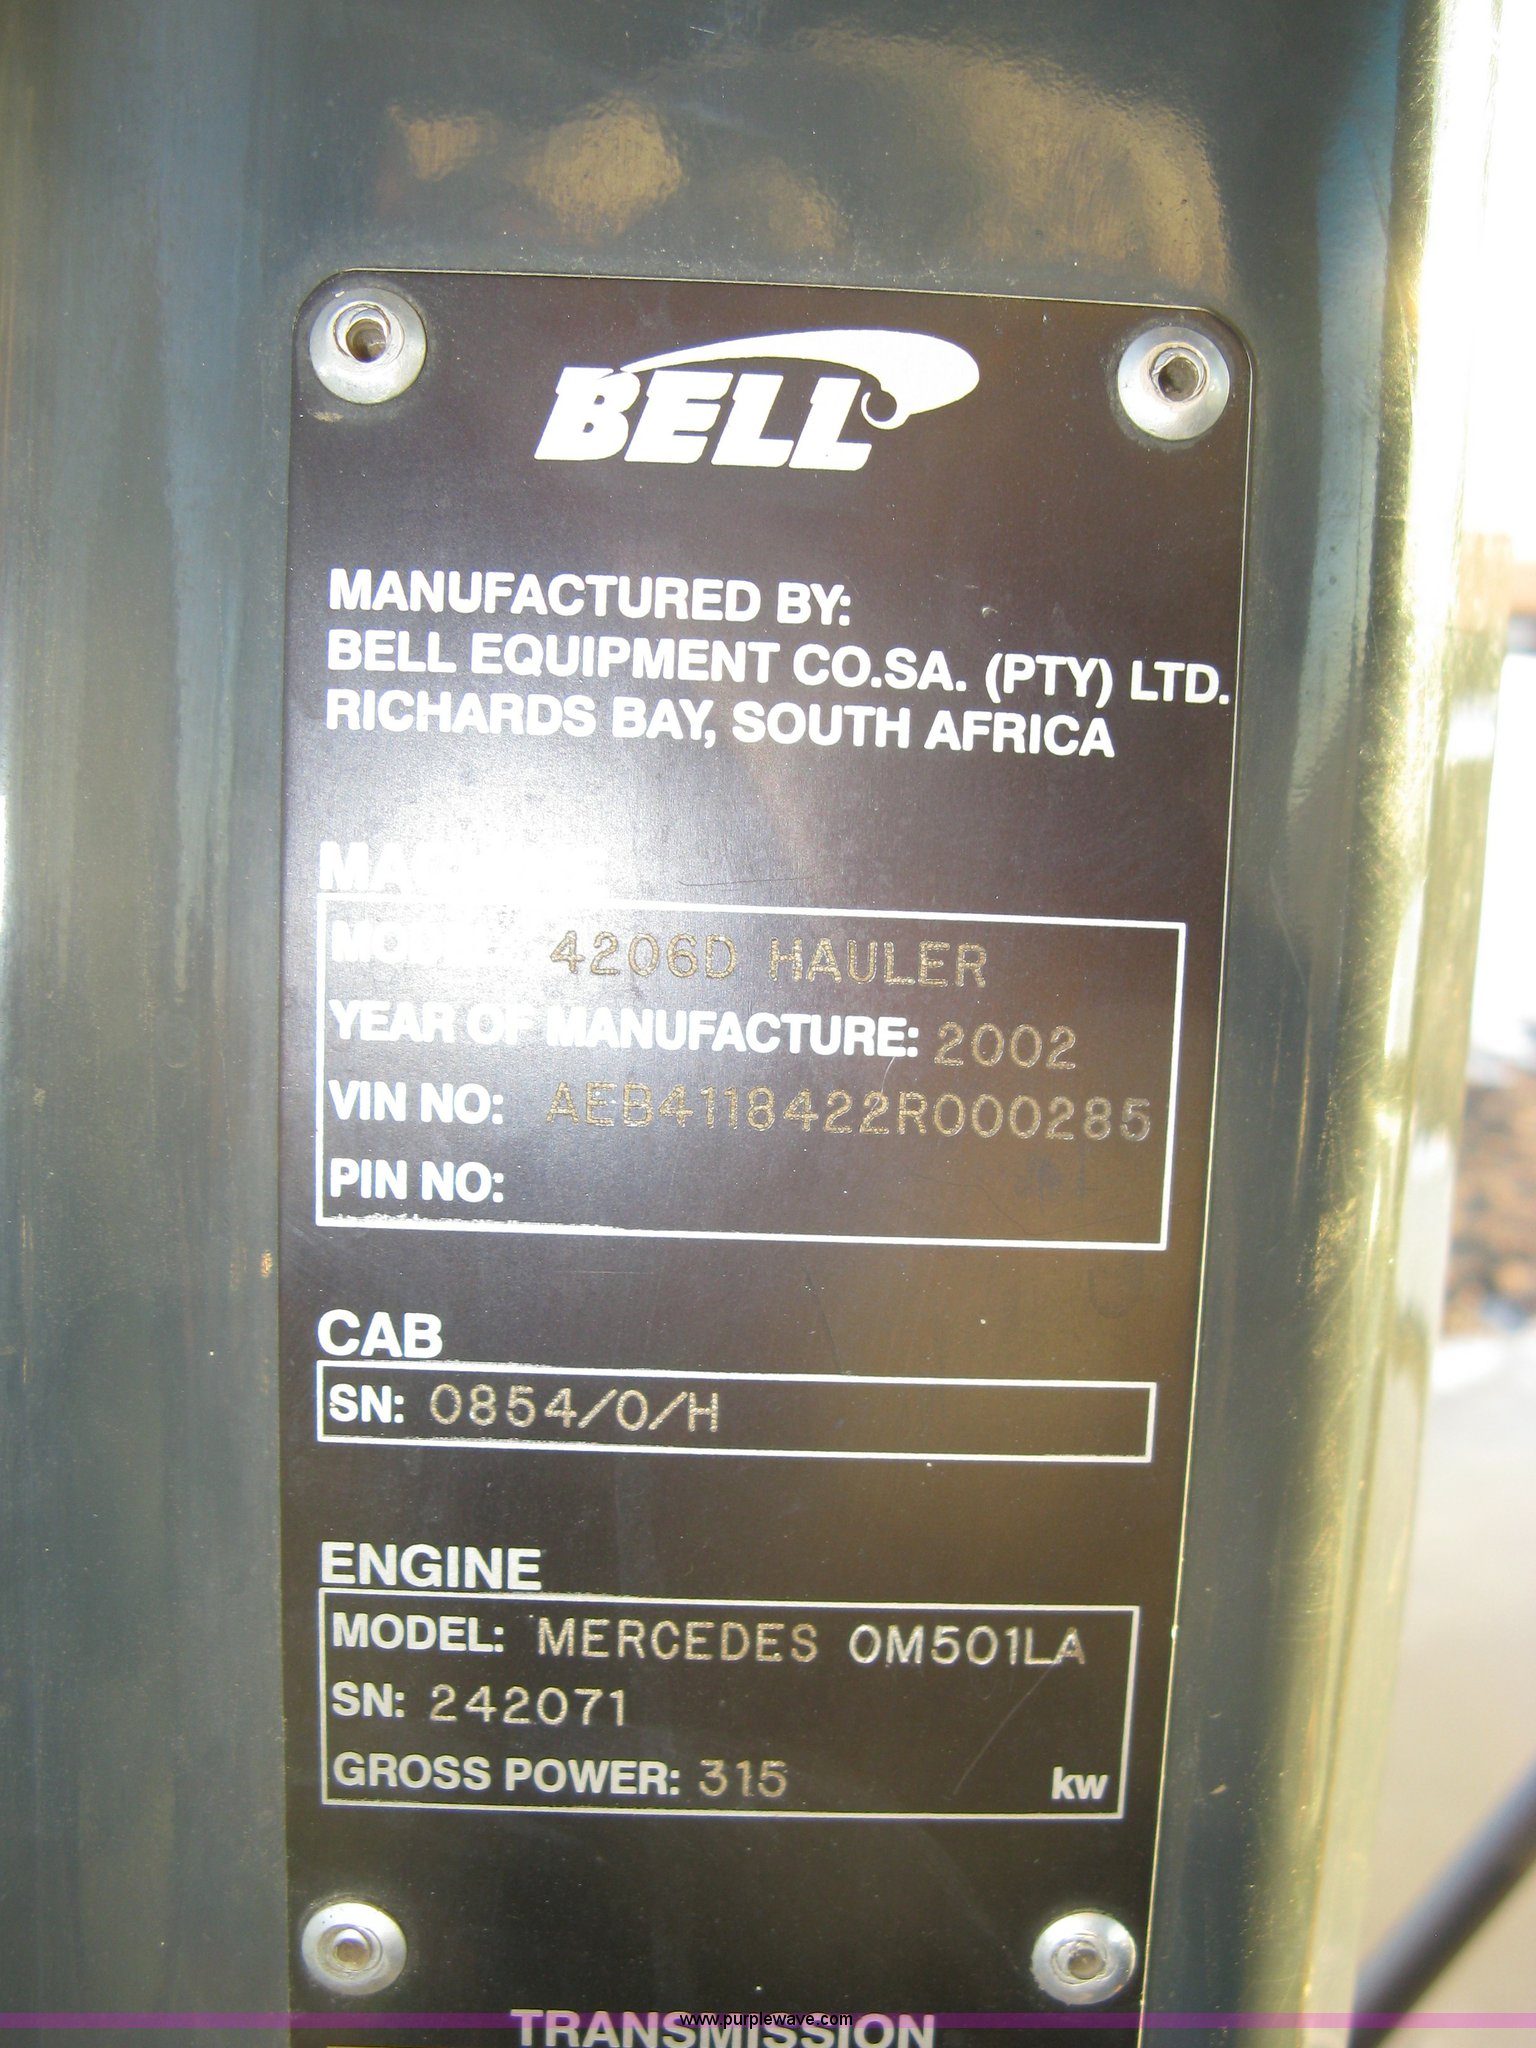 BELL
MANUFACTURED BY:
BELL EQUIPMENT CO.SA. (PTY) LTD.
RICHARDS BAY, SOUTH AFRICA
MACHINE
MODEL: 4206D HAULER
YEAR OF MANUFACTURE: 2002
VIN NO: AEB4118422R000285
PIN NO:
CAB
SN: 0854/0/H
ENGINE
MODEL: MERCEDES OM501LA
SN: 242071
GROSS POWER: 315 kw
TRANSMISSION
www.purplewave.com